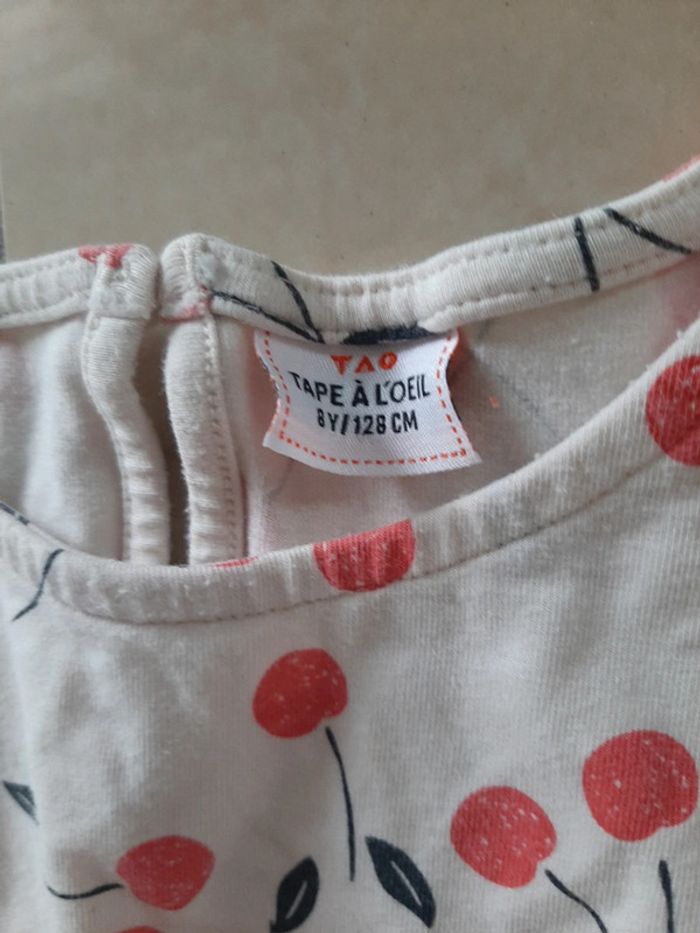 TAO
TAPE À L'OEIL
8Y/128 CM